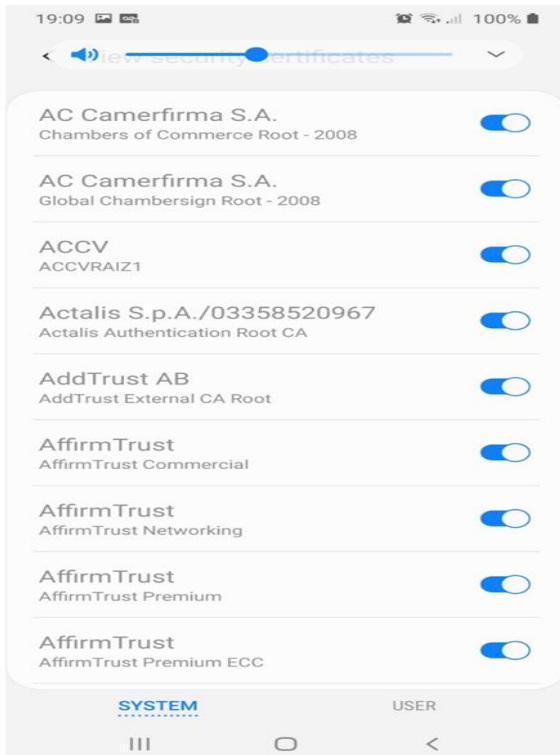 19:09 100%
View security certificates
AC Camerfirma S.A.
Chambers of Commerce Root - 2008
AC Camerfirma S.A.
Global Chambersign Root - 2008
ACCV
ACCVRAIZ1
Actalis S.p.A./03358520967
Actalis Authentication Root CA
AddTrust AB
AddTrust External CA Root
AffirmTrust
AffirmTrust Commercial
AffirmTrust
AffirmTrust Networking
AffirmTrust
AffirmTrust Premium
AffirmTrust
AffirmTrust Premium ECC
SYSTEM USER